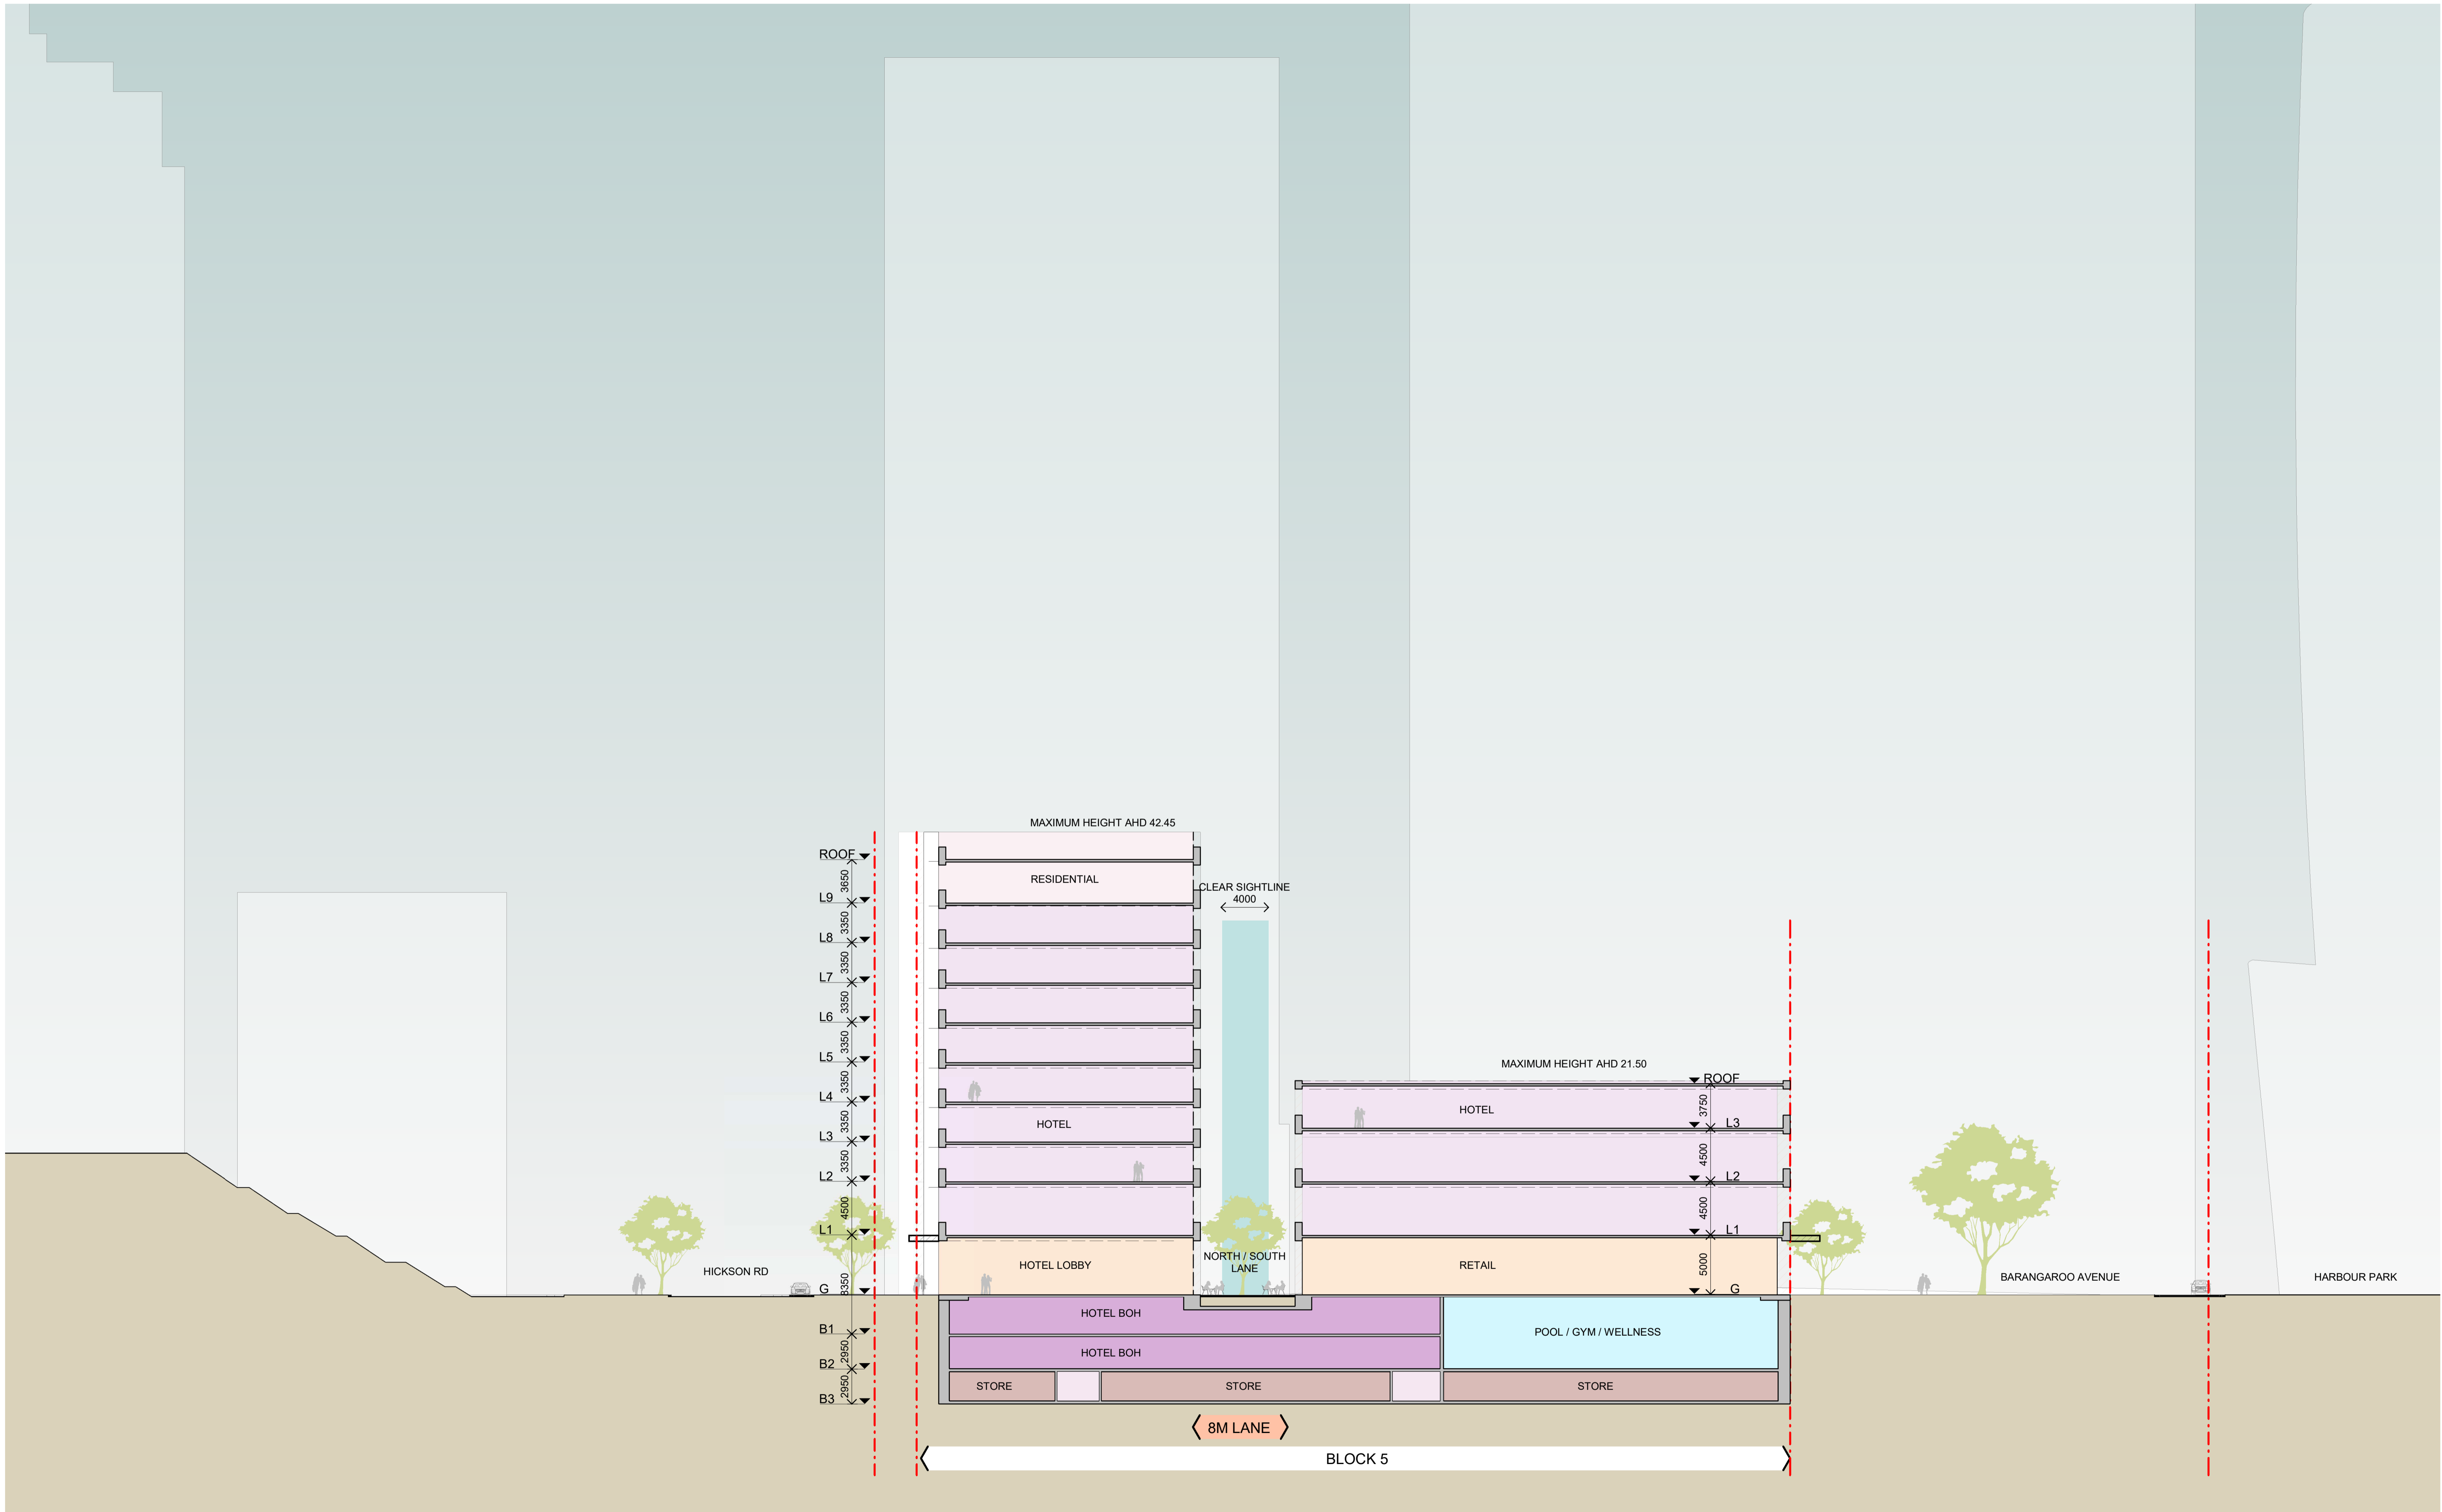 MAXIMUM HEIGHT AHD 42.45
ROOF
3650
RESIDENTIAL
L9
3350
L8
3350
L7
3350
L6
3350
L5
3350
L4
3350
L3
3350
L2
4500
L1
8350
G
B1
2950
B2
2950
B3
HOTEL
HOTEL LOBBY
HICKSON RD
CLEAR SIGHTLINE
4000
NORTH / SOUTH
LANE
MAXIMUM HEIGHT AHD 21.50
ROOF
3750
HOTEL
L3
4500
L2
4500
L1
5000
RETAIL
G
BARANGAROO AVENUE
HARBOUR PARK
HOTEL BOH
HOTEL BOH
POOL / GYM / WELLNESS
STORE
STORE
STORE
8M LANE
BLOCK 5